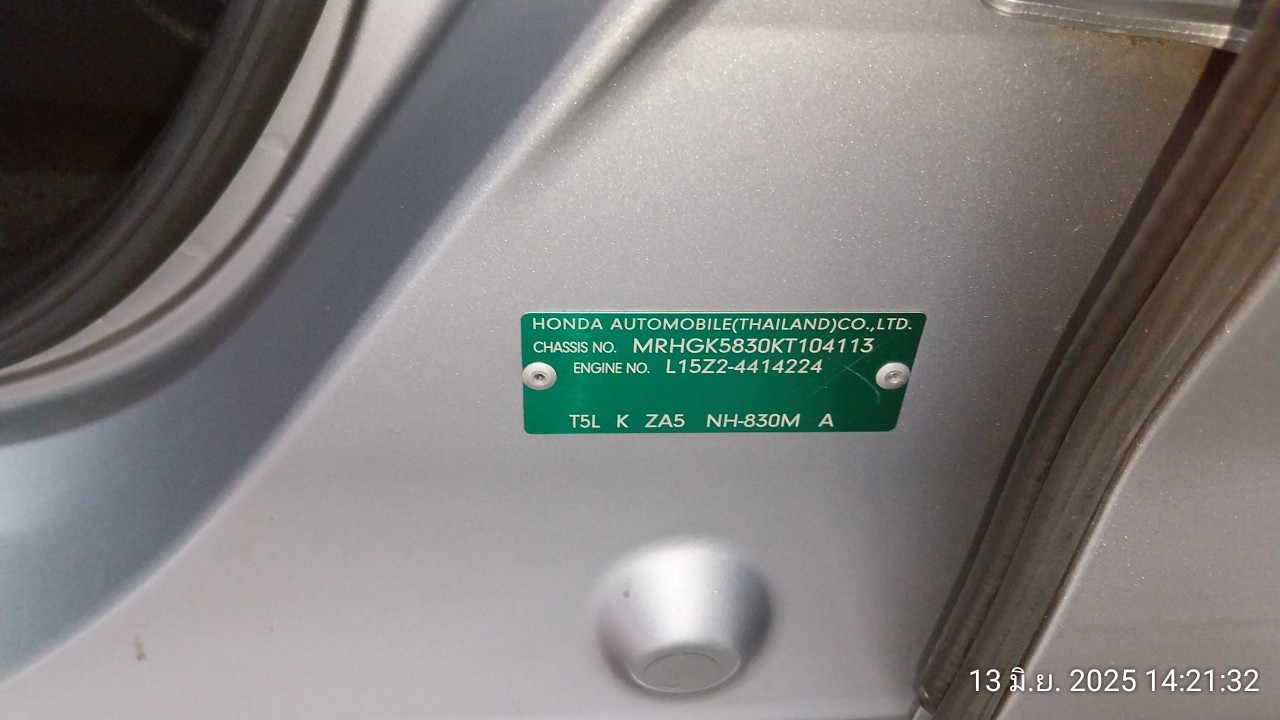 HONDA AUTOMOBILE(THAILAND)CO.,LTD.
CHASSIS NO. MRHGK5830KT104113
ENGINE NO. L15Z2-4414224
T5L K ZA5 NH-830M A
13 มิ.ย. 2025 14:21:32